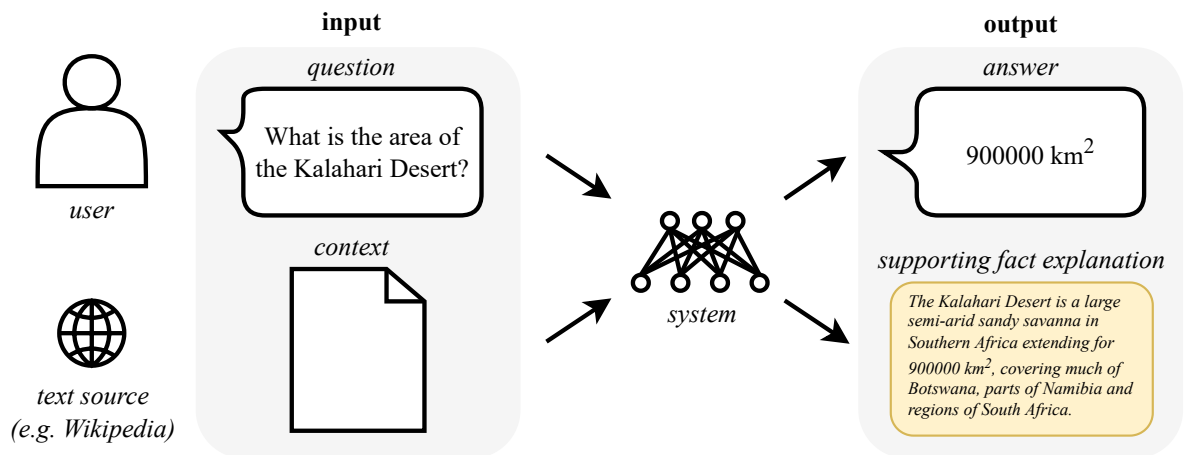 input
output
question
What is the area of
the Kalahari Desert?
user
context
text source
(e.g. Wikipedia)
system
answer
900000 km²
supporting fact explanation
The Kalahari Desert is a large
semi-arid sandy savanna in
Southern Africa extending for
900000 km², covering much of
Botswana, parts of Namibia and
regions of South Africa.